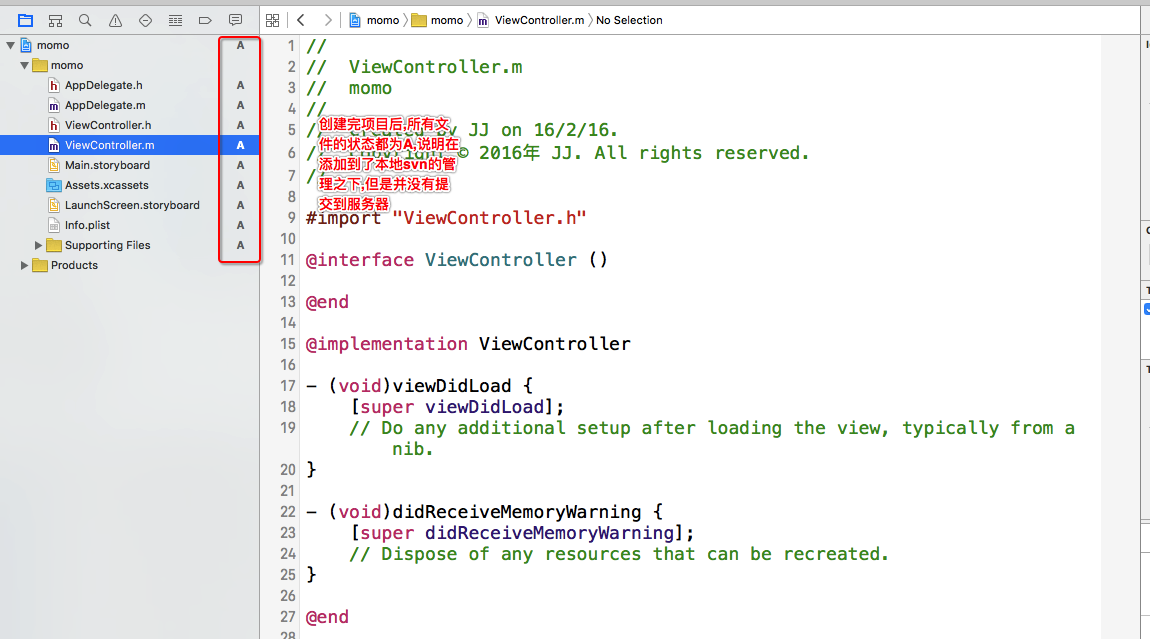 momo
momo
ViewController.m
No Selection
momo A
momo
AppDelegate.h A
AppDelegate.m A
ViewController.h A
ViewController.m A
Main.storyboard A
Assets.xcassets A
LaunchScreen.storyboard A
Info.plist A
Supporting Files A
Products
1 //
2 //  ViewController.m
3 //  momo
4 //
5 //  Created by JJ on 16/2/16.
6 //  Copyright © 2016年 JJ. All rights reserved.
7 //
8
9 #import "ViewController.h"
10
11 @interface ViewController ()
12
13 @end
14
15 @implementation ViewController
16
17 - (void)viewDidLoad {
18     [super viewDidLoad];
19     // Do any additional setup after loading the view, typically from a
nib.
20 }
21
22 - (void)didReceiveMemoryWarning {
23     [super didReceiveMemoryWarning];
24     // Dispose of any resources that can be recreated.
25 }
26
27 @end
28
创建完项目后,所有文
件的状态都为A,说明在
添加到了本地svn的管
理之下,但是并没有提
交到服务器